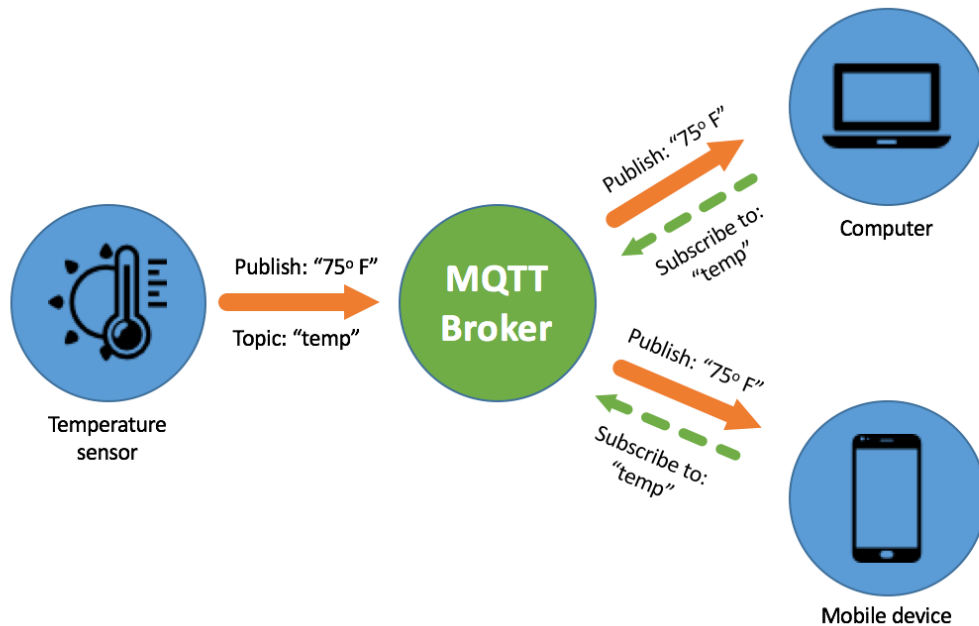 Temperature
sensor
Publish: “75º F”
Topic: “temp”
MQTT
Broker
Publish: “75º F”
Subscribe to:
“temp”
Computer
Publish: “75º F”
Subscribe to:
“temp”
Mobile device